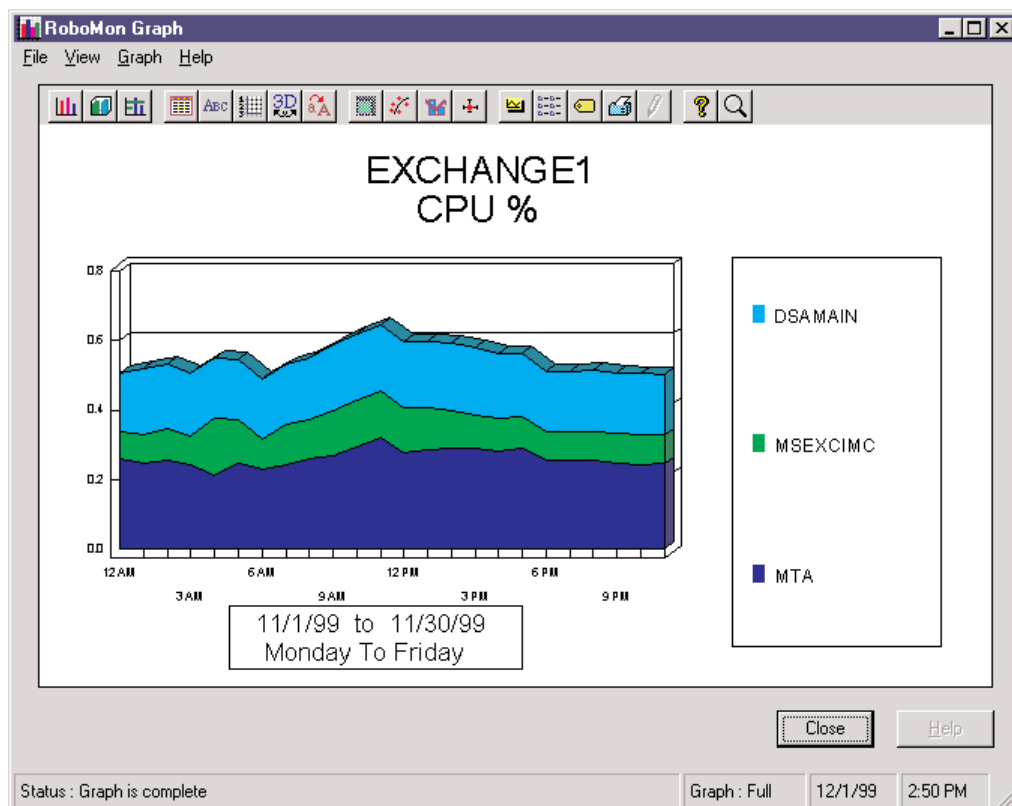 RoboMon Graph
File View Graph Help
ABC 3D aA ?
EXCHANGE1
CPU %
0.8
0.6
0.4
0.2
0.0
12 AM 6 AM 12 PM 6 PM
3 AM 9 AM 3 PM 9 PM
DSAMAIN
MSEXCIMC
MTA
11/1/99 to 11/30/99
Monday To Friday
Close Help
Status : Graph is complete Graph : Full 12/1/99 2:50 PM